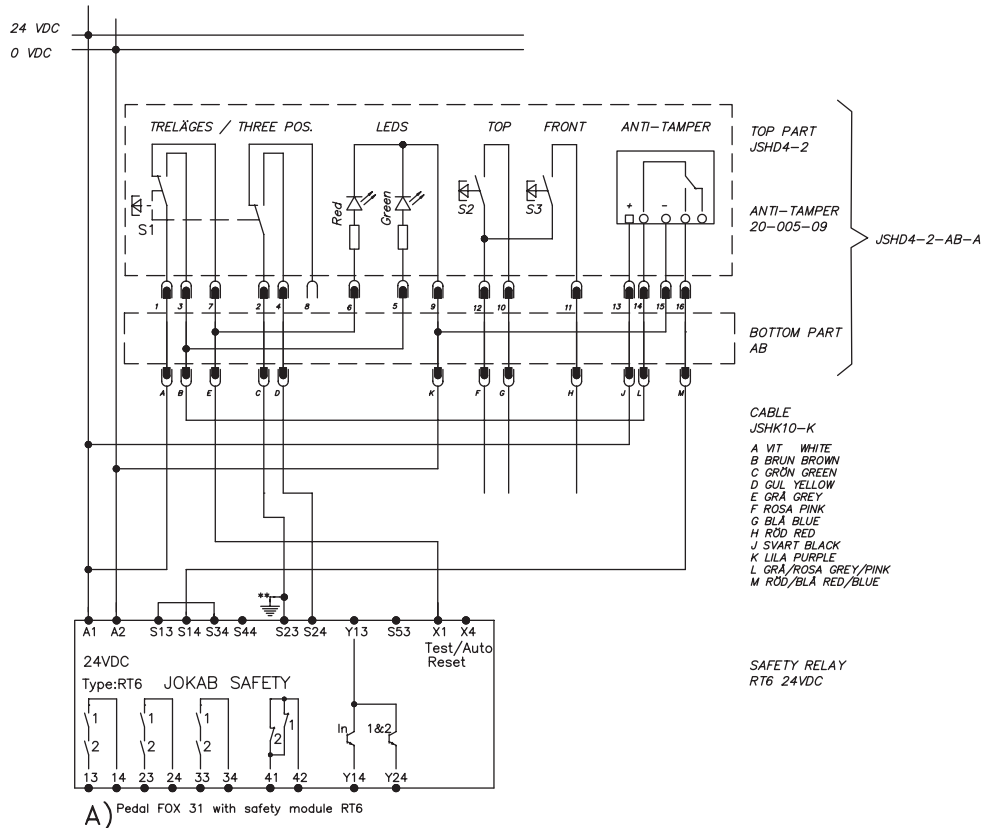 24 VDC
0 VDC
TRELÄGES / THREE POS.
LEDS
TOP
FRONT
ANTI-TAMPER
TOP PART
JSHD4-2
ANTI-TAMPER
20-005-09
JSHD4-2-AB-A
S1
Red
Green
S2
S3
+
-
1
3
7
2
4
8
6
5
9
12
10
11
13
14
15
16
BOTTOM PART
AB
A
B
E
C
D
K
F
G
H
J
L
M
CABLE
JSHK10-K
A VIT WHITE
B BRUN BROWN
C GRÖN GREEN
D GUL YELLOW
E GRÅ GREY
F ROSA PINK
G BLÅ BLUE
H RÖD RED
J SVART BLACK
K LILA PURPLE
L GRÅ/ROSA GREY/PINK
M RÖD/BLÅ RED/BLUE
**
A1 A2 S13 S14 S34 S44 S23 S24 Y13 S53 X1 X4
Test/Auto
Reset
24VDC
Type:RT6
JOKAB SAFETY
1
2
1
2
1
2
1
2
In
1&2
13 14 23 24 33 34 41 42 Y14 Y24
SAFETY RELAY
RT6 24VDC
A) Pedal FOX 31 with safety module RT6